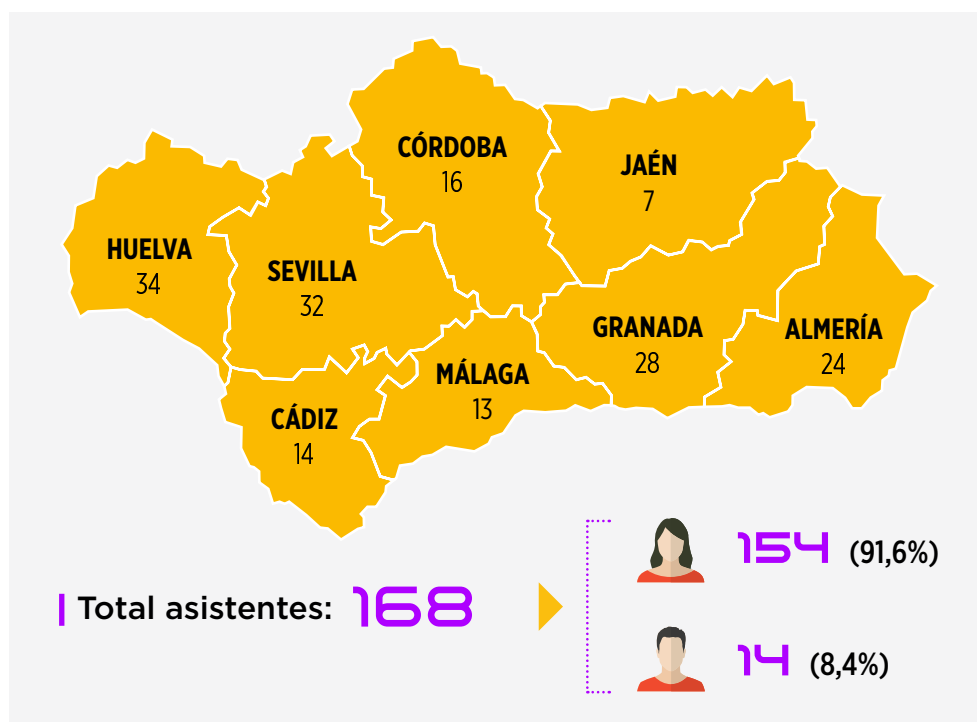 CÓRDOBA
16
JAÉN
7
HUELVA
34
SEVILLA
32
GRANADA
28
ALMERÍA
24
MÁLAGA
13
CÁDIZ
14
Total asistentes: 168
154 (91,6%)
14 (8,4%)